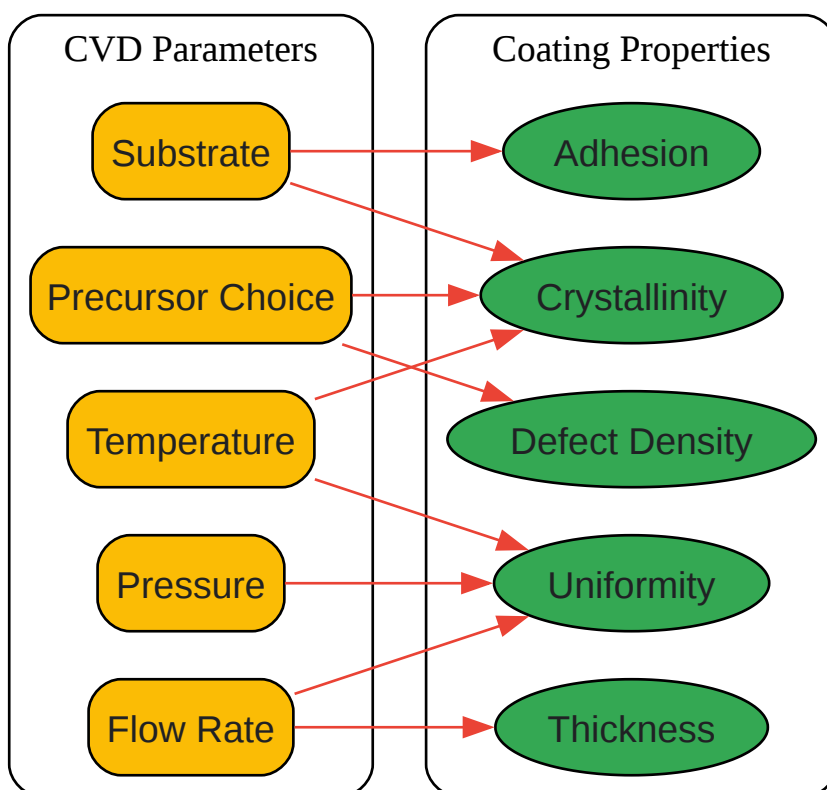 CVD Parameters
Coating Properties
Substrate
Adhesion
Precursor Choice
Crystallinity
Temperature
Defect Density
Pressure
Uniformity
Flow Rate
Thickness